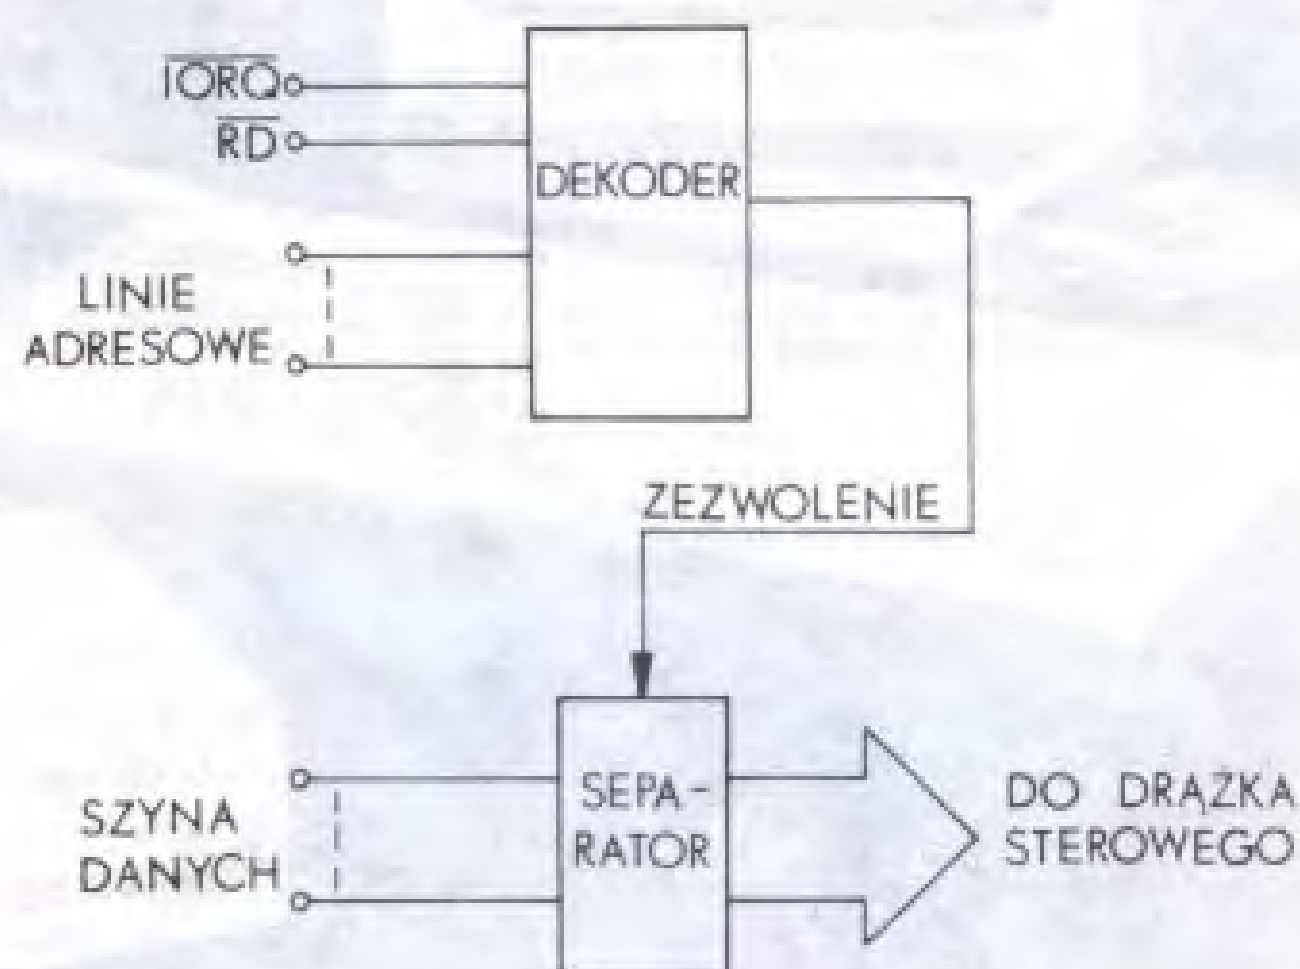 IORQ
RD
DEKODER
LINIE
ADRESOWE
ZEZWOLENIE
SZYNA
DANYCH
SEPA-
RATOR
DO DRĄŻKA
STEROWEGO